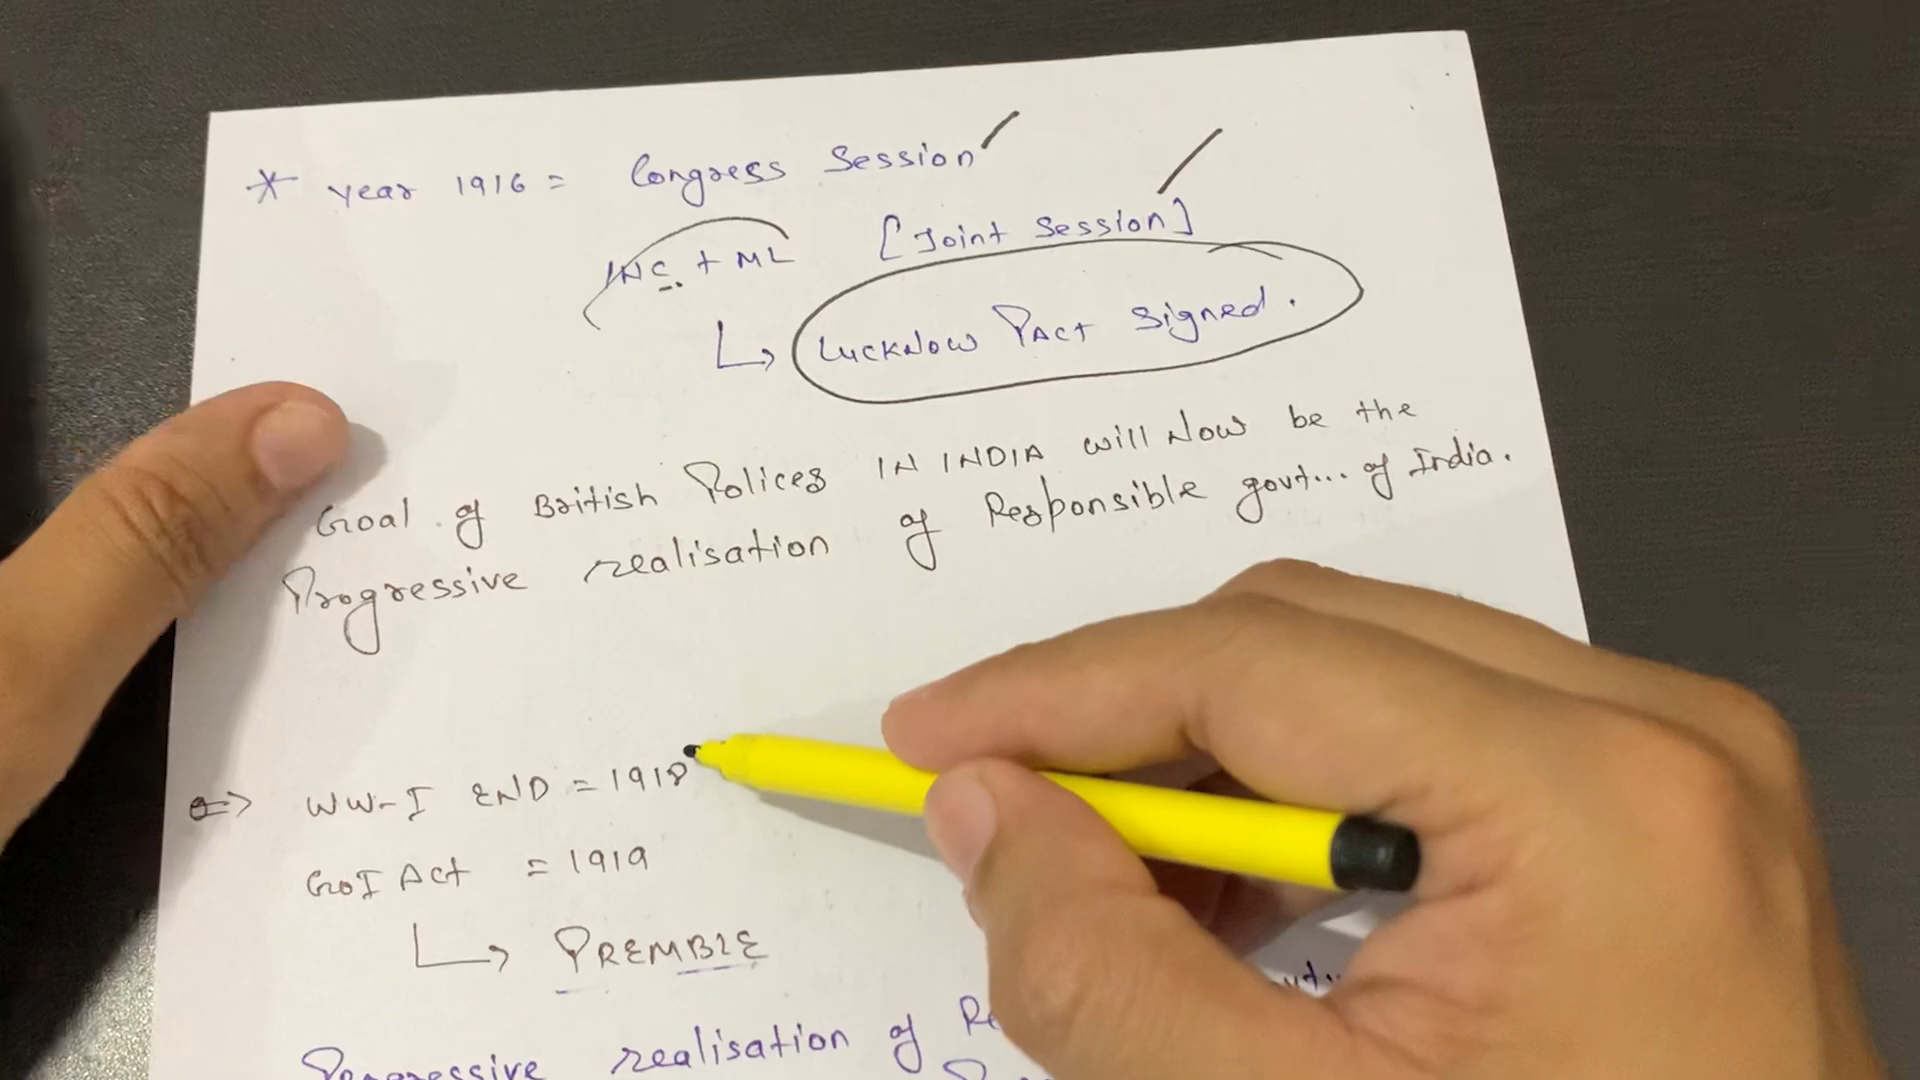 * Year 1916 = Congress Session
INC + ML [Joint Session]
↳ Lucknow Pact Signed.
Goal of British Polices IN INDIA will Now be the
Progressive realisation of Responsible govt... of India.
⇒ WW-I END = 1918
GoI Act = 1919
↳ PREMBLE
Progressive realisation of